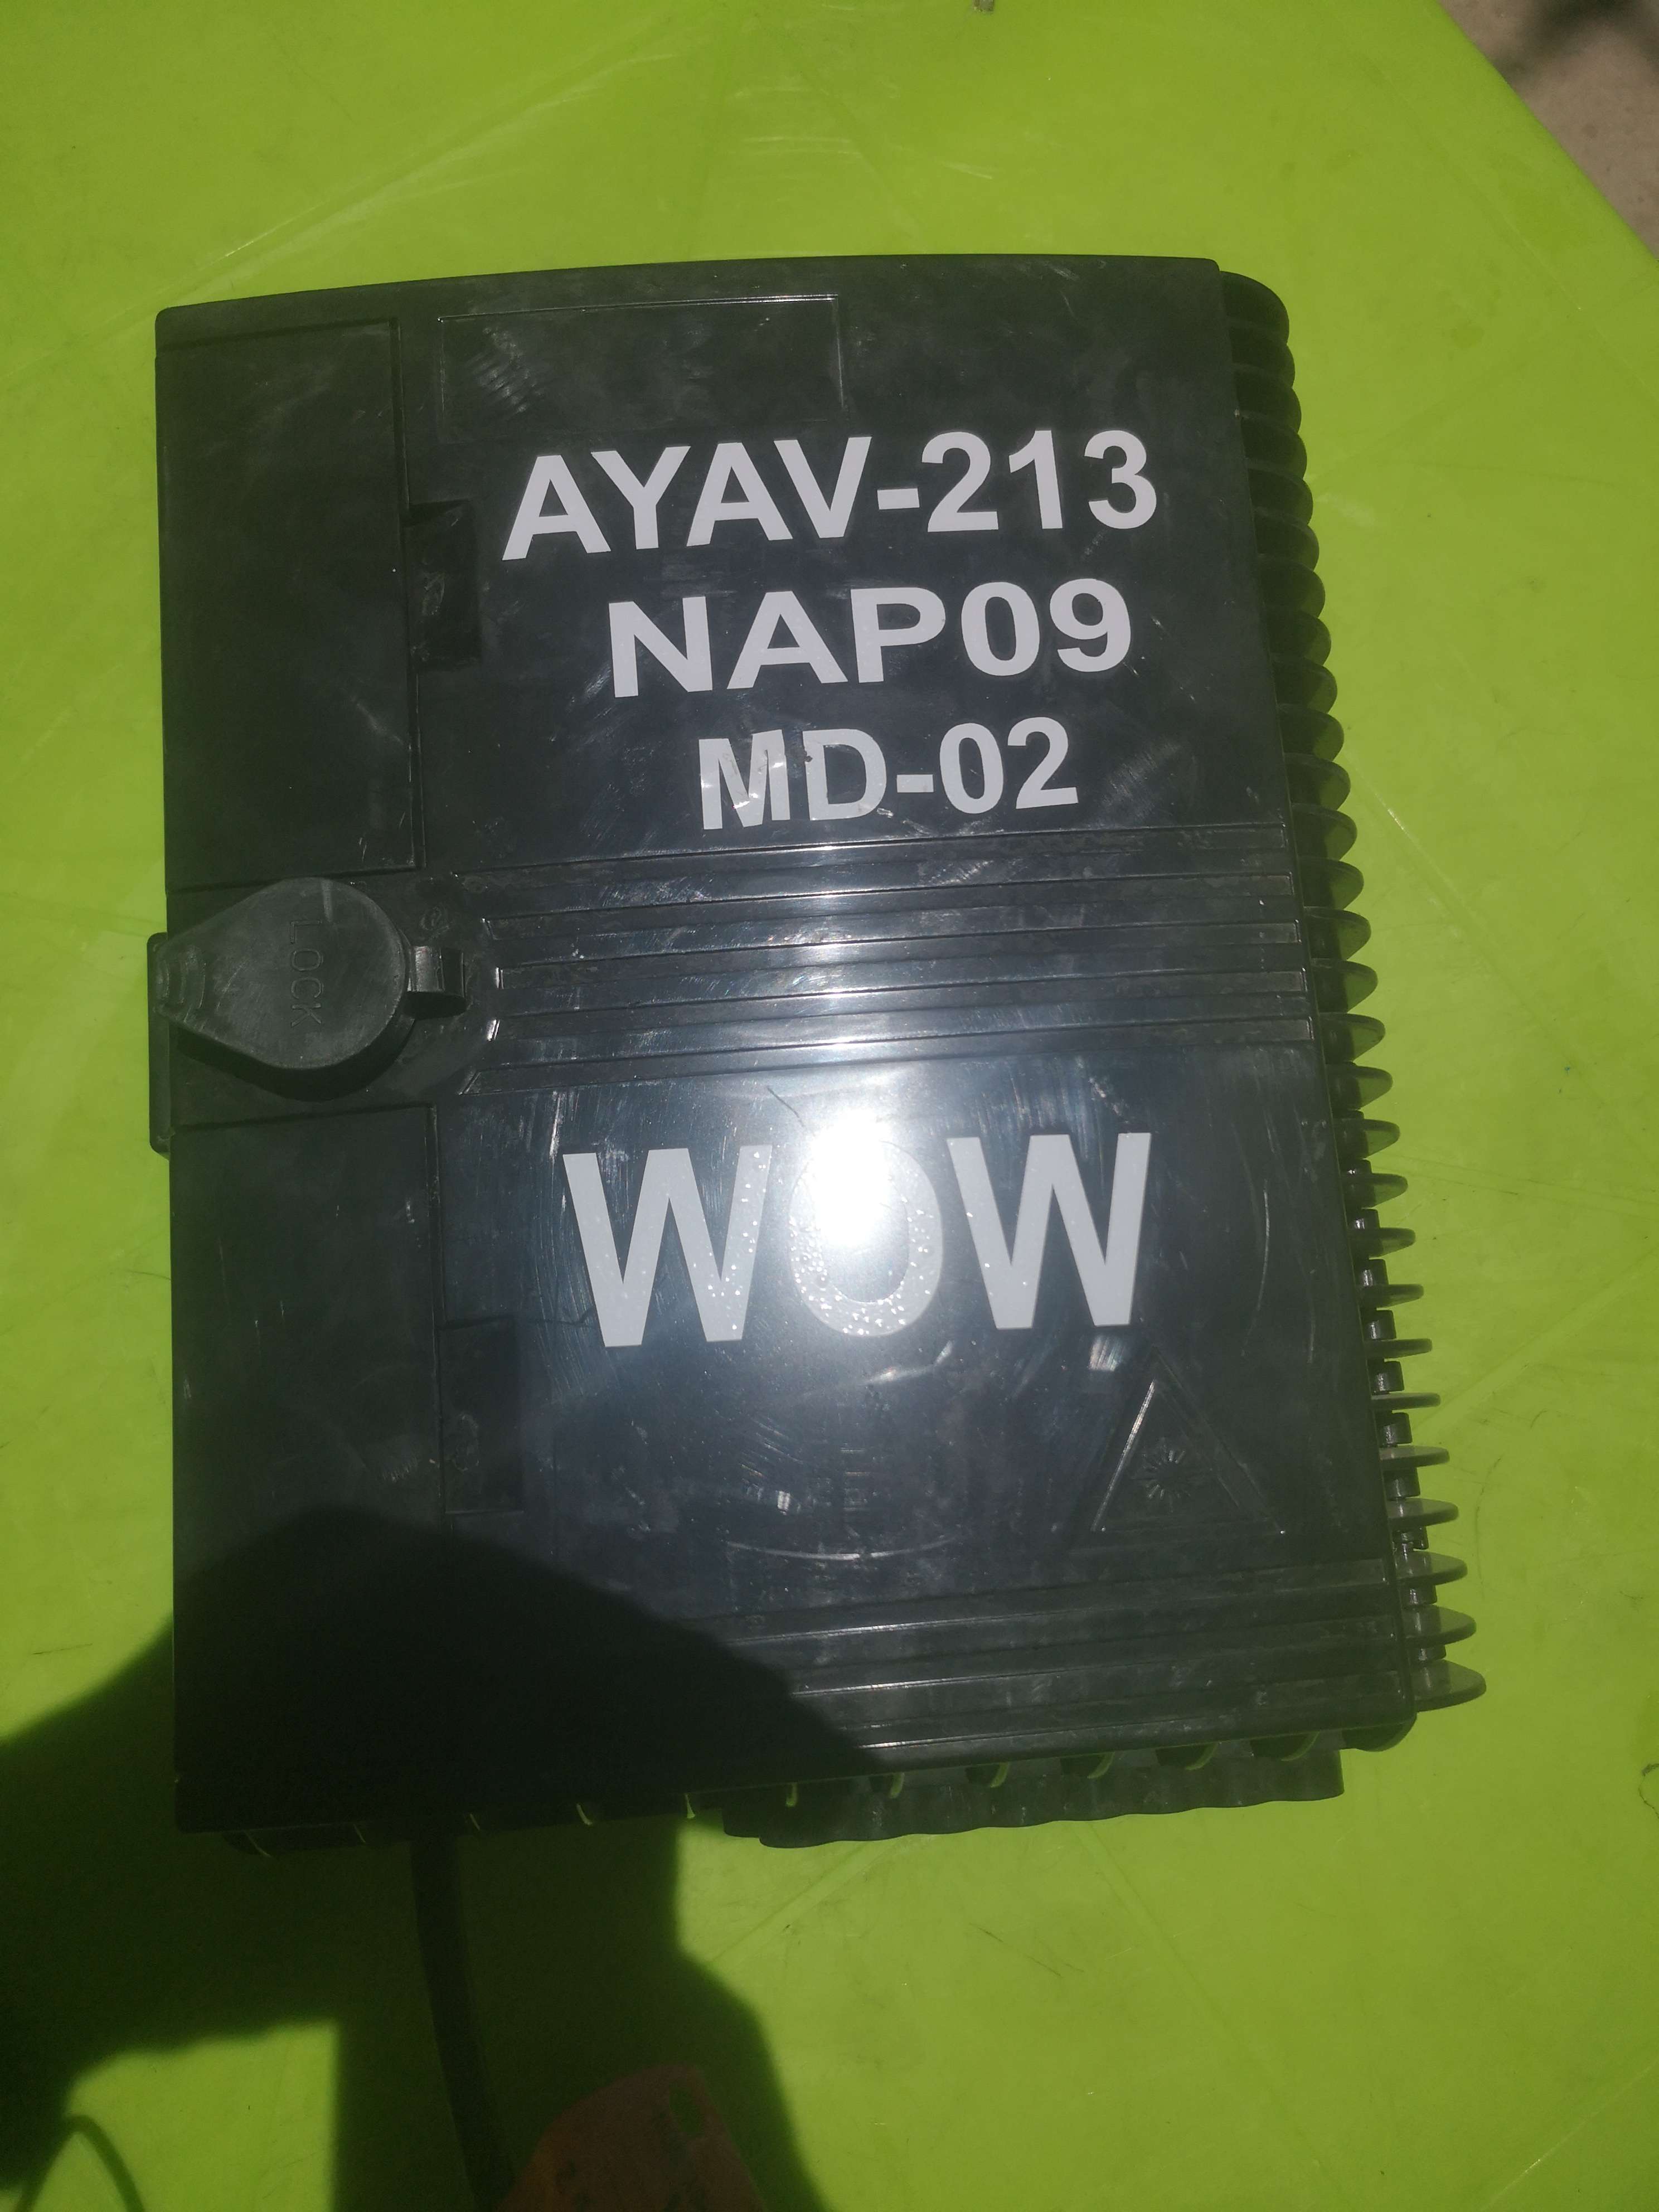 AYAV-213
NAP09
MD-02
LOCK
WOW